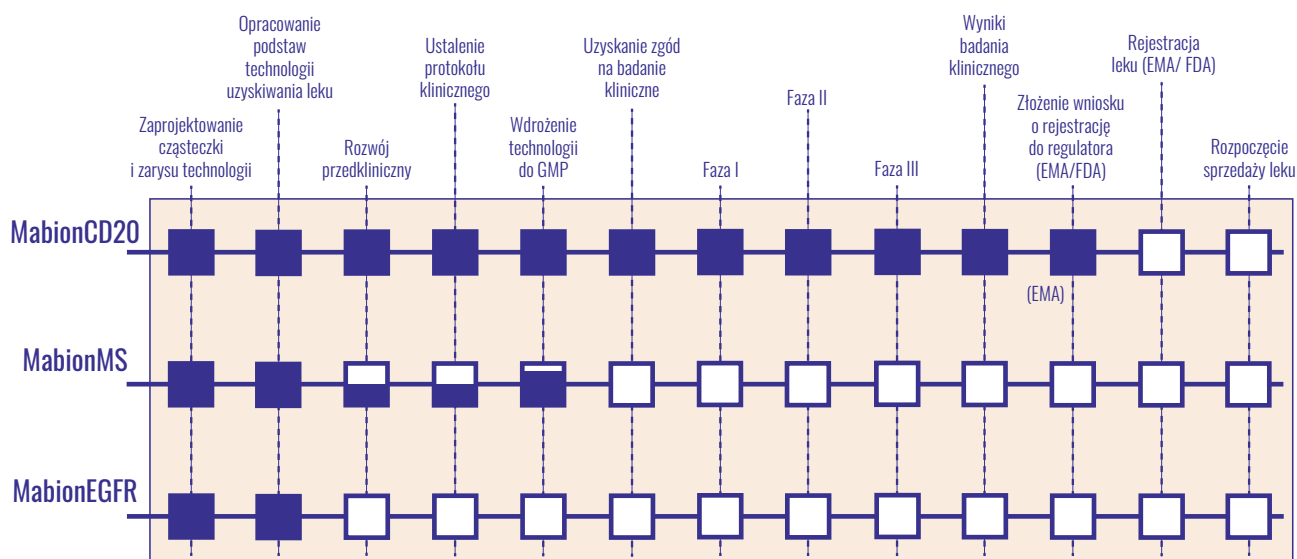 Zaprojektowanie
cząsteczki
i zarysu technologii
Opracowanie
podstaw
technologii
uzyskiwania leku
Rozwój
przedkliniczny
Ustalenie
protokołu
klinicznego
Wdrożenie
technologii
do GMP
Uzyskanie zgód
na badanie
kliniczne
Faza I
Faza II
Faza III
Wyniki
badania
klinicznego
Złożenie wniosku
o rejestrację
do regulatora
(EMA/FDA)
Rejestracja
leku (EMA/ FDA)
Rozpoczęcie
sprzedaży leku
MabionCD20
(EMA)
MabionMS
MabionEGFR